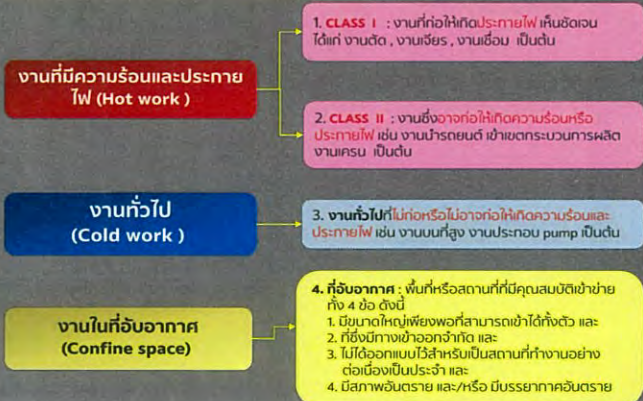 งานที่มีความร้อนและประกาย
ไฟ (Hot work )
1. CLASS I : งานที่ก่อให้เกิดประกายไฟ เห็นชัดเจน
ได้แก่ งานตัด , งานเจียร , งานเชื่อม เป็นต้น
2. CLASS II : งานซึ่งอาจก่อให้เกิดความร้อนหรือ
ประกายไฟ เช่น งานนำรถยนต์ เข้าเขตกระบวนการผลิต
งานเครน เป็นต้น
งานทั่วไป
(Cold work )
3. งานทั่วไปที่ไม่ก่อหรือไม่อาจก่อให้เกิดความร้อนและ
ประกายไฟ เช่น งานบนที่สูง งานประกอบ pump เป็นต้น
งานในที่อับอากาศ
(Confine space)
4. ที่อับอากาศ : พื้นที่หรือสถานที่ที่มีคุณสมบัติเข้าข่าย
ทั้ง 4 ข้อ ดังนี้
1. มีขนาดใหญ่เพียงพอที่สามารถเข้าได้ทั้งตัว และ
2. ที่ซึ่งมีทางเข้าออกจำกัด และ
3. ไม่ได้ออกแบบไว้สำหรับเป็นสถานที่ทำงานอย่าง
ต่อเนื่องเป็นประจำ และ
4. มีสภาพอันตราย และ/หรือ มีบรรยากาศอันตราย